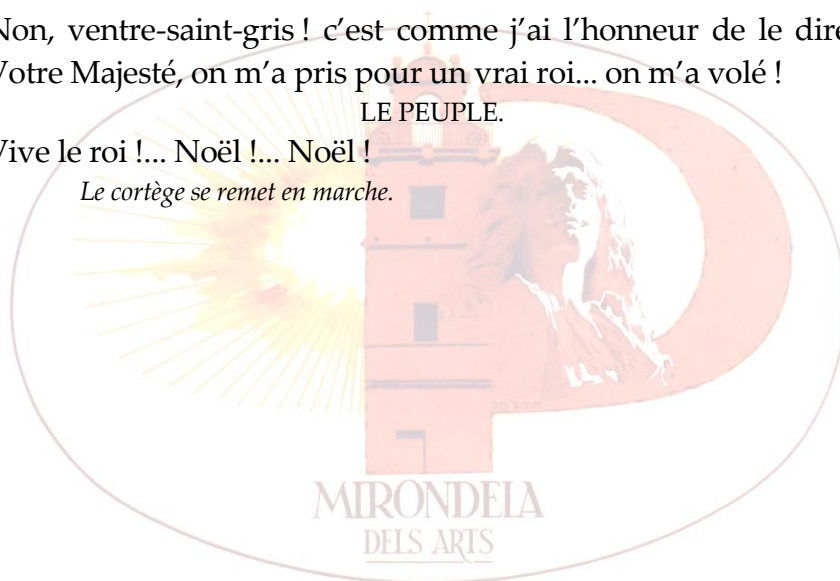 Non, ventre-saint-gris ! c’est comme j’ai l’honneur de le dire
Votre Majesté, on m’a pris pour un vrai roi... on m’a volé !
LE PEUPLE.
Vive le roi !... Noël !... Noël !
Le cortège se remet en marche.
MIRONDELA
DELS ARTS